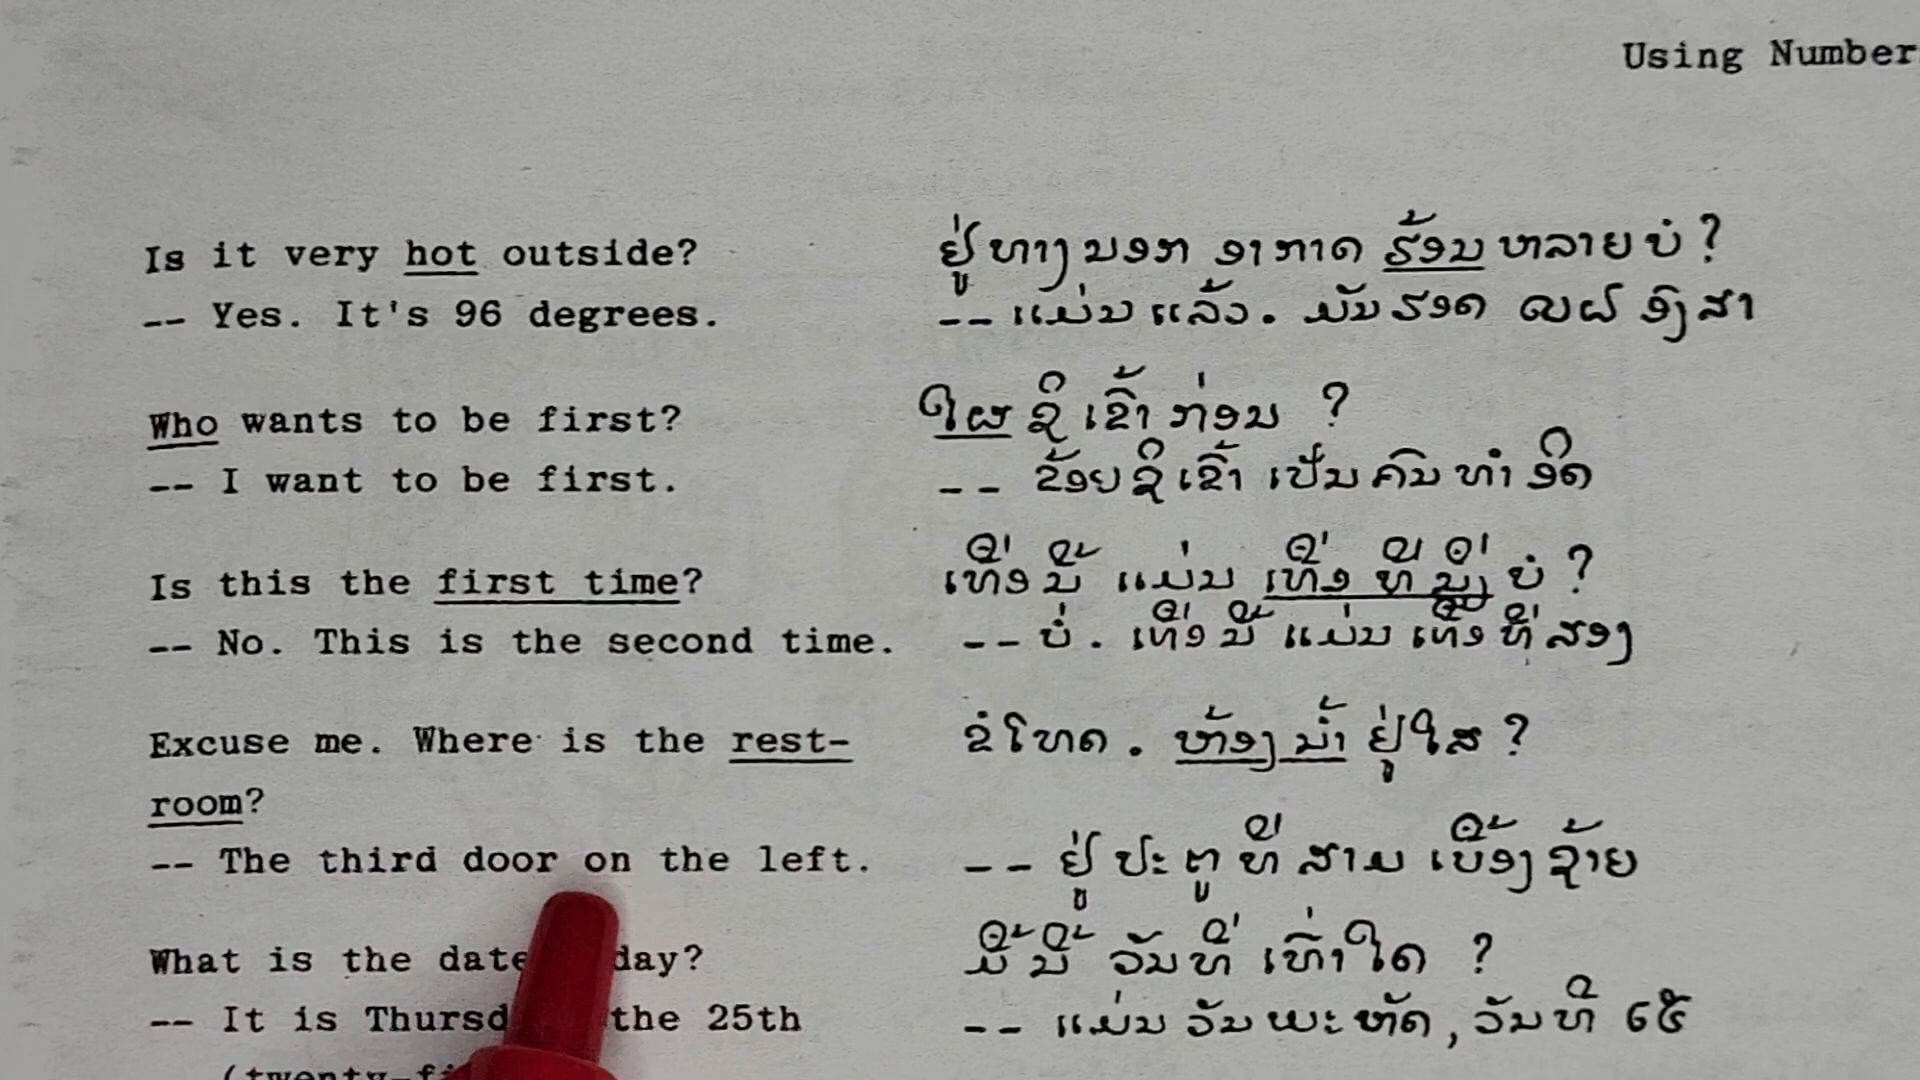 Using Number
Is it very hot outside?
ຢູ່ທາງນອກ ອາກາດ ຮ້ອນຫລາຍບໍ?
-- Yes. It's 96 degrees.
-- ແມ່ນແລ້ວ. ມັນຮອດ ໙໖ ອົງສາ
Who wants to be first?
ໃຜຊິເຂົ້າກ່ອນ ?
-- I want to be first.
-- ຂ້ອຍຊິເຂົ້າ ເປັນຄົນທຳອິດ
Is this the first time?
ເທື່ອນີ້ ແມ່ນ ເທື່ອທີນຶ່ງບໍ?
-- No. This is the second time.
-- ບໍ່. ເທື່ອນີ້ ແມ່ນເທື່ອທີ່ສອງ
Excuse me. Where is the rest-
room?
ຂໍໂທດ. ຫ້ອງນ້ຳ ຢູ່ໃສ?
-- The third door on the left.
-- ຢູ່ປະຕູທີສາມ ເບື້ອງຊ້າຍ
What is the date day?
ມື້ນີ້ ວັນທີ່ ເທົ່າໃດ ?
-- It is Thursd the 25th
-- ແມ່ນ ວັນພະຫັດ, ວັນທີ ໒໕